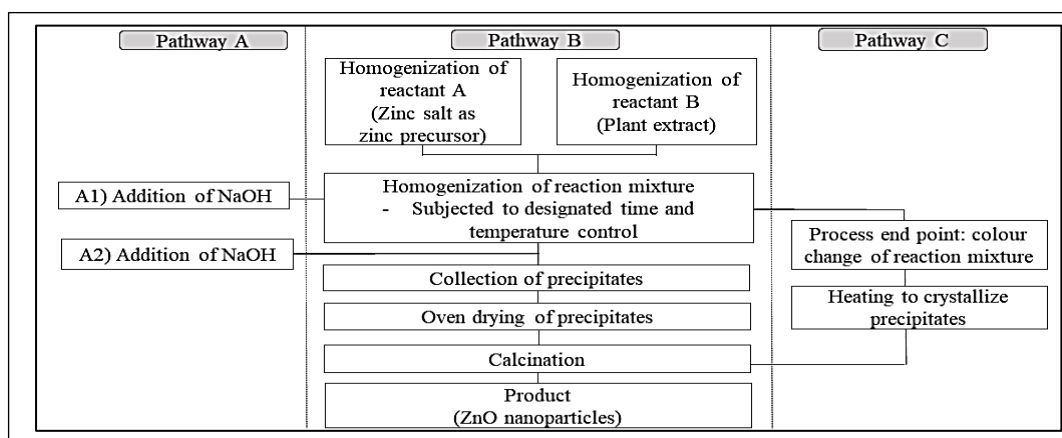 Pathway A
Pathway B
Pathway C
Homogenization of
reactant A
(Zinc salt as
zinc precursor)
Homogenization of
reactant B
(Plant extract)
A1) Addition of NaOH
Homogenization of reaction mixture
- Subjected to designated time and
temperature control
A2) Addition of NaOH
Process end point: colour
change of reaction mixture
Collection of precipitates
Heating to crystallize
precipitates
Oven drying of precipitates
Calcination
Product
(ZnO nanoparticles)